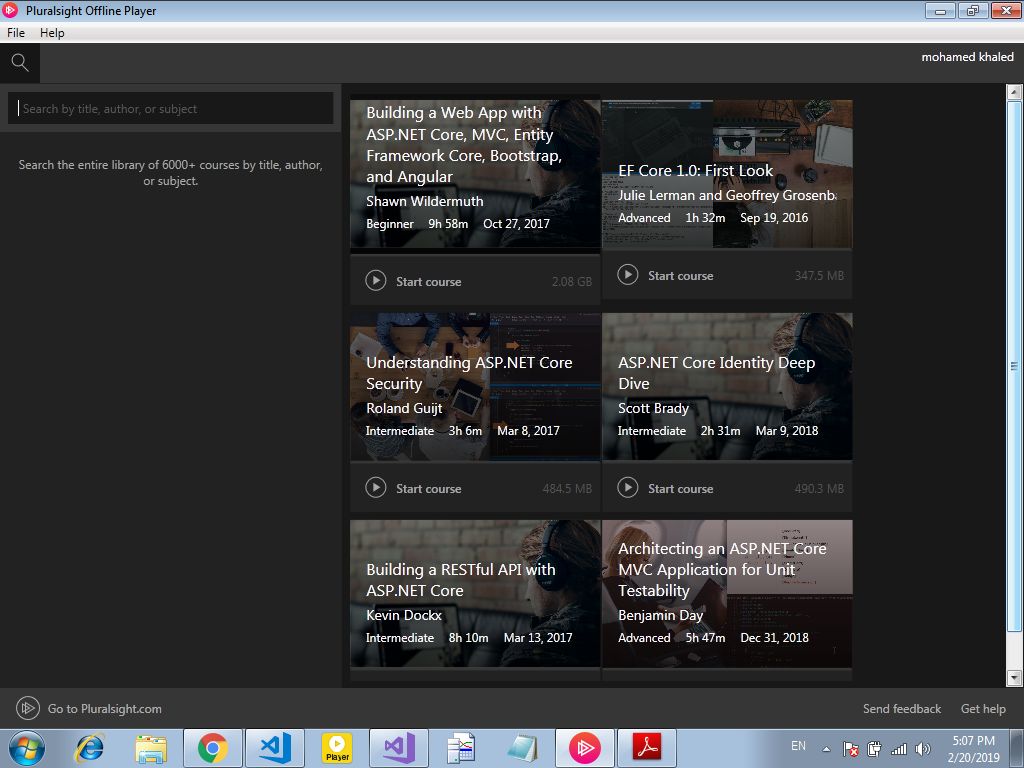 Pluralsight Offline Player
File Help
mohamed khaled
Search by title, author, or subject
Search the entire library of 6000+ courses by title, author,
or subject.
Building a Web App with
ASP.NET Core, MVC, Entity
Framework Core, Bootstrap,
and Angular
Shawn Wildermuth
Beginner 9h 58m Oct 27, 2017
Start course 2.08 GB
EF Core 1.0: First Look
Julie Lerman and Geoffrey Grosenba
Advanced 1h 32m Sep 19, 2016
Start course 347.5 MB
Understanding ASP.NET Core
Security
Roland Guijt
Intermediate 3h 6m Mar 8, 2017
Start course 484.5 MB
ASP.NET Core Identity Deep
Dive
Scott Brady
Intermediate 2h 31m Mar 9, 2018
Start course 490.3 MB
Building a RESTful API with
ASP.NET Core
Kevin Dockx
Intermediate 8h 10m Mar 13, 2017
Architecting an ASP.NET Core
MVC Application for Unit
Testability
Benjamin Day
Advanced 5h 47m Dec 31, 2018
Go to Pluralsight.com
Send feedback Get help
Player
EN
5:07 PM
2/20/2019